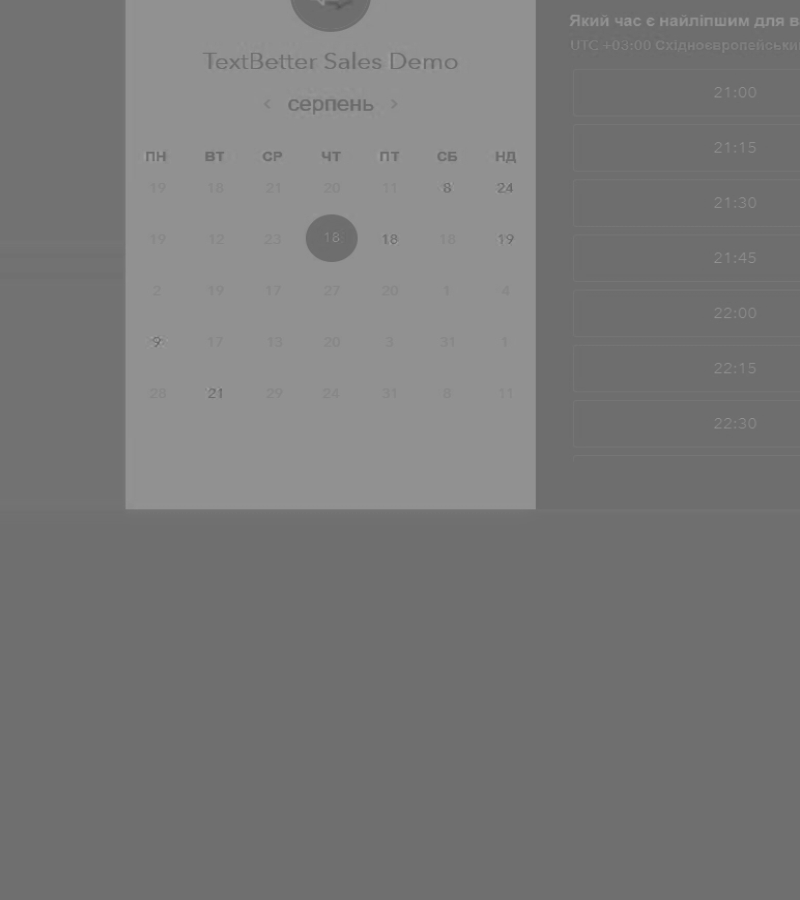 TextBetter Sales Demo
‹ серпень ›
ПН ВТ СР ЧТ ПТ СБ НД
19 18 21 20 11 8 24
19 12 23 18 18 18 19
2 19 17 27 20 1 4
9 17 13 20 3 31 1
28 21 29 24 31 8 11
Який час є найліпшим для в
UTC +03:00 Східноєвропейськи
21:00
21:15
21:30
21:45
22:00
22:15
22:30